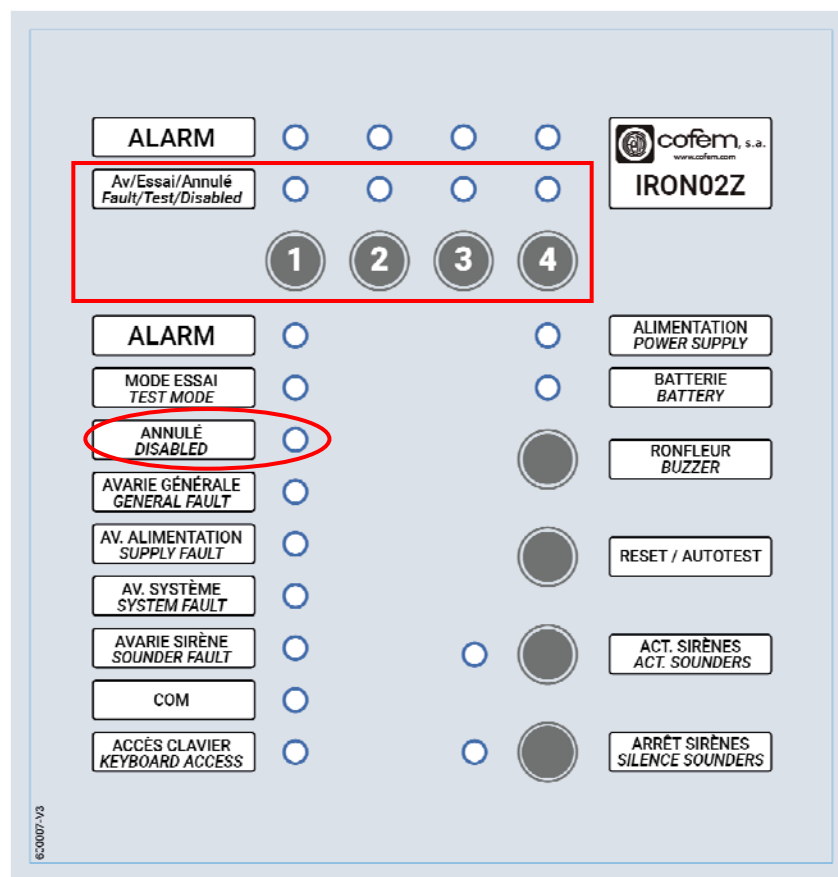 ALARM
cofem, s.a.
www.cofem.com
IRON02Z
Av/Essai/Annulé
Fault/Test/Disabled
1 2 3 4
ALARM
ALIMENTATION
POWER SUPPLY
MODE ESSAI
TEST MODE
BATTERIE
BATTERY
ANNULÉ
DISABLED
RONFLEUR
BUZZER
AVARIE GÉNÉRALE
GENERAL FAULT
AV. ALIMENTATION
SUPPLY FAULT
RESET / AUTOTEST
AV. SYSTÈME
SYSTEM FAULT
AVARIE SIRÈNE
SOUNDER FAULT
ACT. SIRÈNES
ACT. SOUNDERS
COM
ACCÈS CLAVIER
KEYBOARD ACCESS
ARRÊT SIRÈNES
SILENCE SOUNDERS
600007-V3